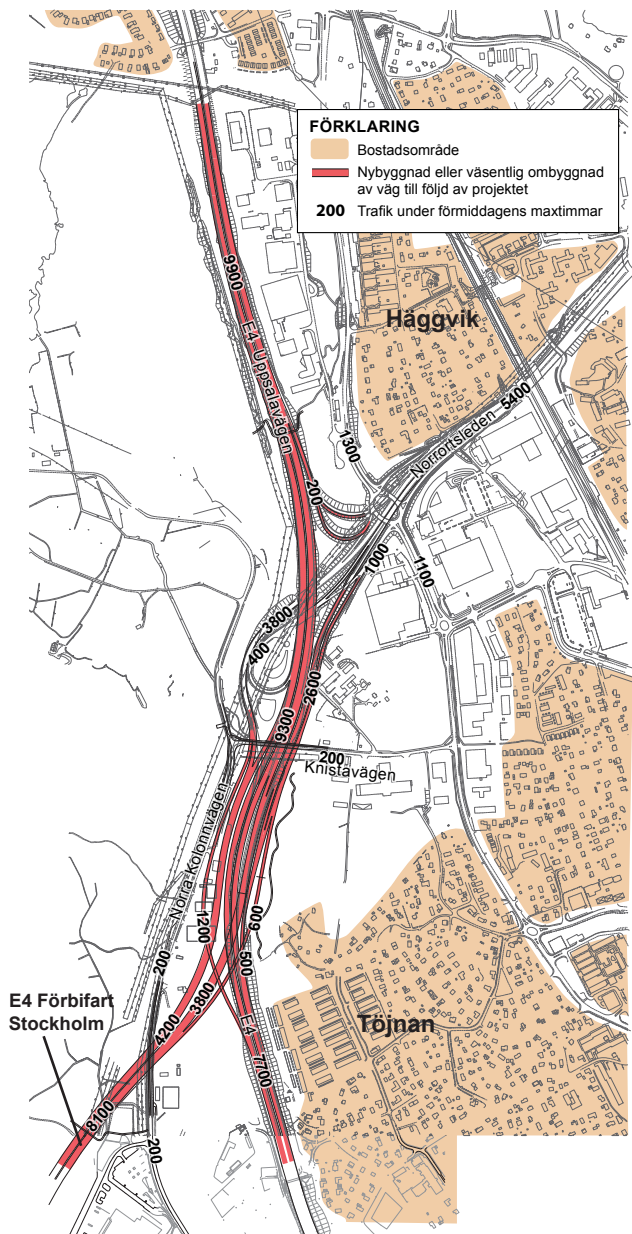 FÖRKLARING
Bostadsområde
Nybyggnad eller väsentlig ombyggnad
av väg till följd av projektet
200 Trafik under förmiddagens maxtimmar
9900
E4 Uppsalavägen
Häggvik
5400
Norrortsleden
1300
200
1000
1100
3800
400
2600
9300
200
Knistavägen
Norra Kolonnvägen
1200
600
500
200
E4 Förbifart
Stockholm
3800
4200
E4
Töjnan
7700
8100
200